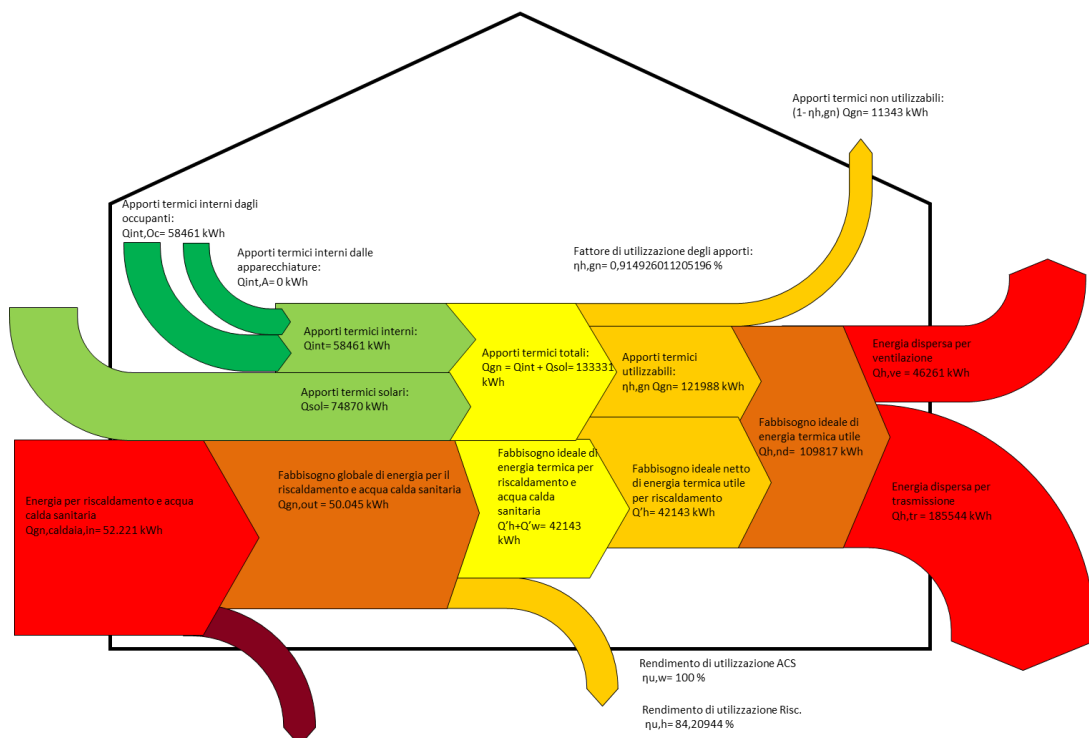 Apporti termici non utilizzabili:
(1- ηh,gn) Qgn= 11343 kWh
Apporti termici interni dagli
occupanti:
Qint,Oc= 58461 kWh
Apporti termici interni dalle
apparecchiature:
Qint,A= 0 kWh
Fattore di utilizzazione degli apporti:
ηh,gn= 0,914926011205196 %
Apporti termici interni:
Qint= 58461 kWh
Apporti termici totali:
Qgn = Qint + Qsol= 133331
kWh
Apporti termici
utilizzabili:
ηh,gn Qgn= 121988 kWh
Energia dispersa per
ventilazione
Qh,ve = 46261 kWh
Apporti termici solari:
Qsol= 74870 kWh
Fabbisogno ideale di
energia termica utile
Qh,nd= 109817 kWh
Energia per riscaldamento e acqua
calda sanitaria
Qgn,caldaia,In= 52.221 kWh
Fabbisogno globale di energia per il
riscaldamento e acqua calda sanitaria
Qgn,out = 50.045 kWh
Fabbisogno ideale di
energia termica per
riscaldamento e
acqua calda
sanitaria
Q'h+Q'w= 42143
kWh
Fabbisogno ideale netto
di energia termica utile
per riscaldamento
Q'h= 42143 kWh
Energia dispersa per
trasmissione
Qh,tr = 185544 kWh
Rendimento di utilizzazione ACS
ηu,w= 100 %
Rendimento di utilizzazione Risc.
ηu,h= 84,20944 %